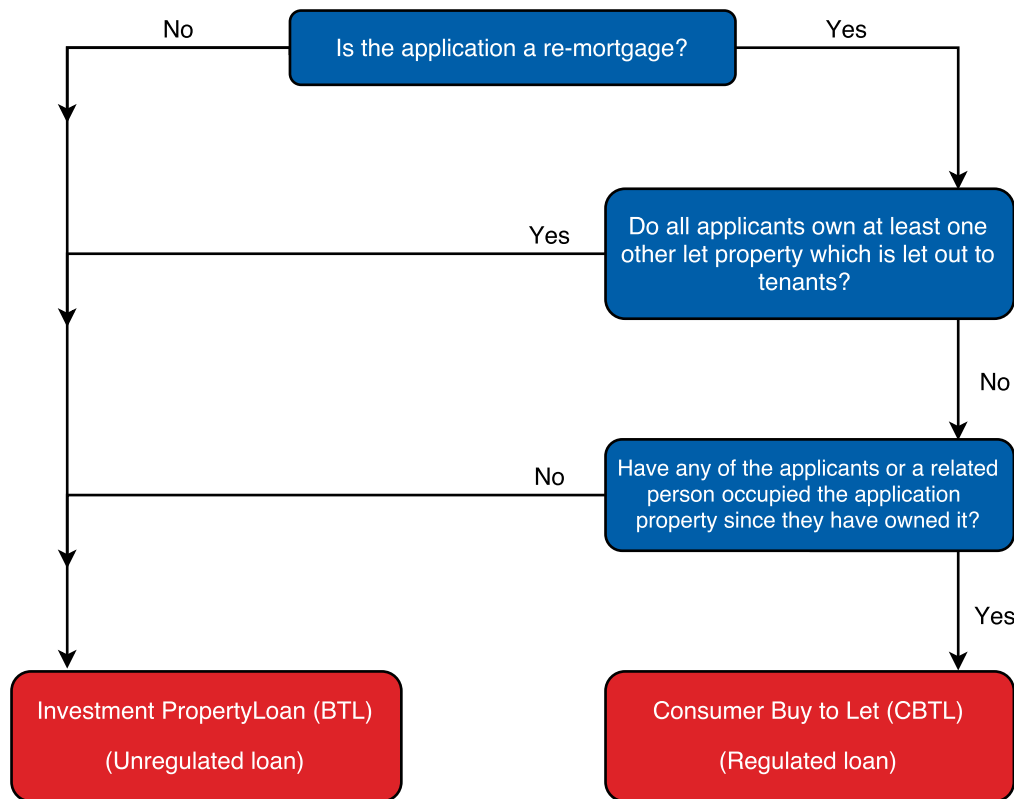 No
Is the application a re-mortgage?
Yes
Do all applicants own at least one
other let property which is let out to
tenants?
Yes
No
Have any of the applicants or a related
person occupied the application
property since they have owned it?
No
Yes
Investment PropertyLoan (BTL)
(Unregulated loan)
Consumer Buy to Let (CBTL)
(Regulated loan)